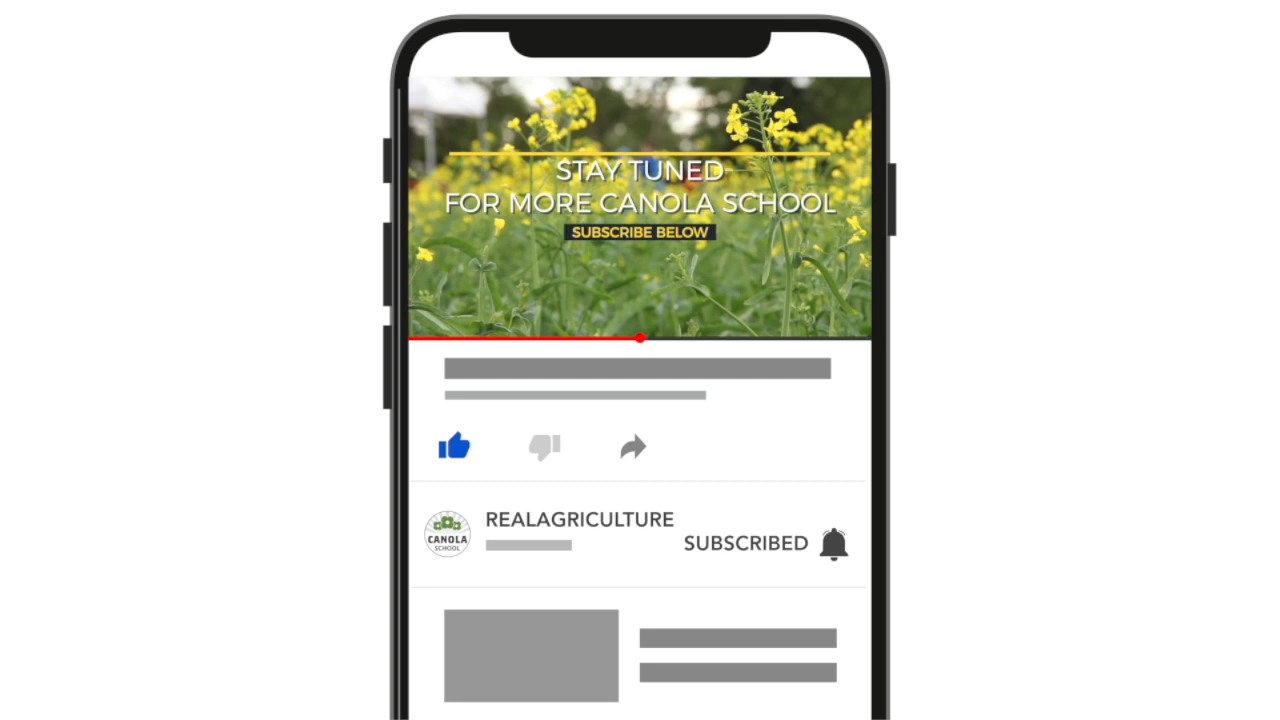 STAY TUNED
FOR MORE CANOLA SCHOOL
SUBSCRIBE BELOW
CANOLA
SCHOOL
REALAGRICULTURE
SUBSCRIBED